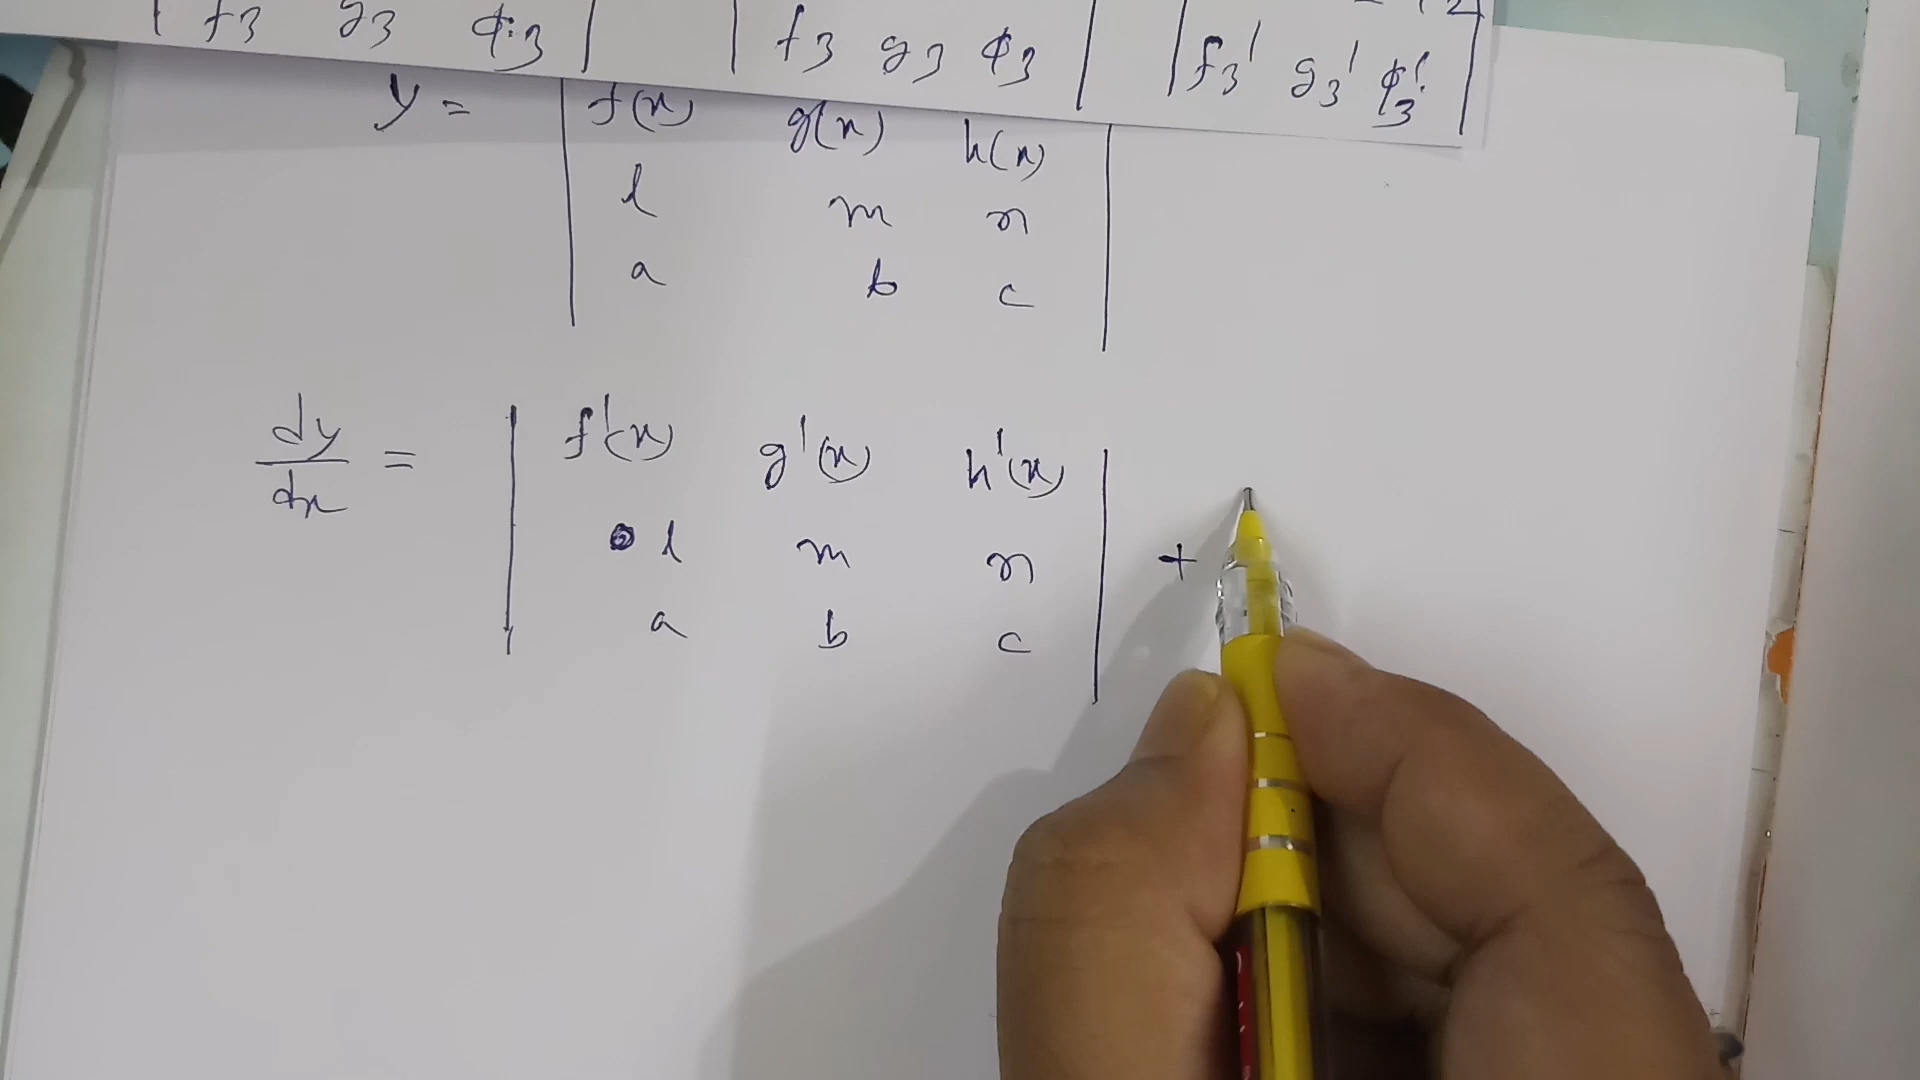 | f3 g3 ϕ3 | | f3 g3 ϕ3 | | f3' g3' ϕ3' |
y = | f(x) g(x) h(x) |
l m n
a b c
dy/dx = | f'(x) g'(x) h'(x) | +
l m n
a b c